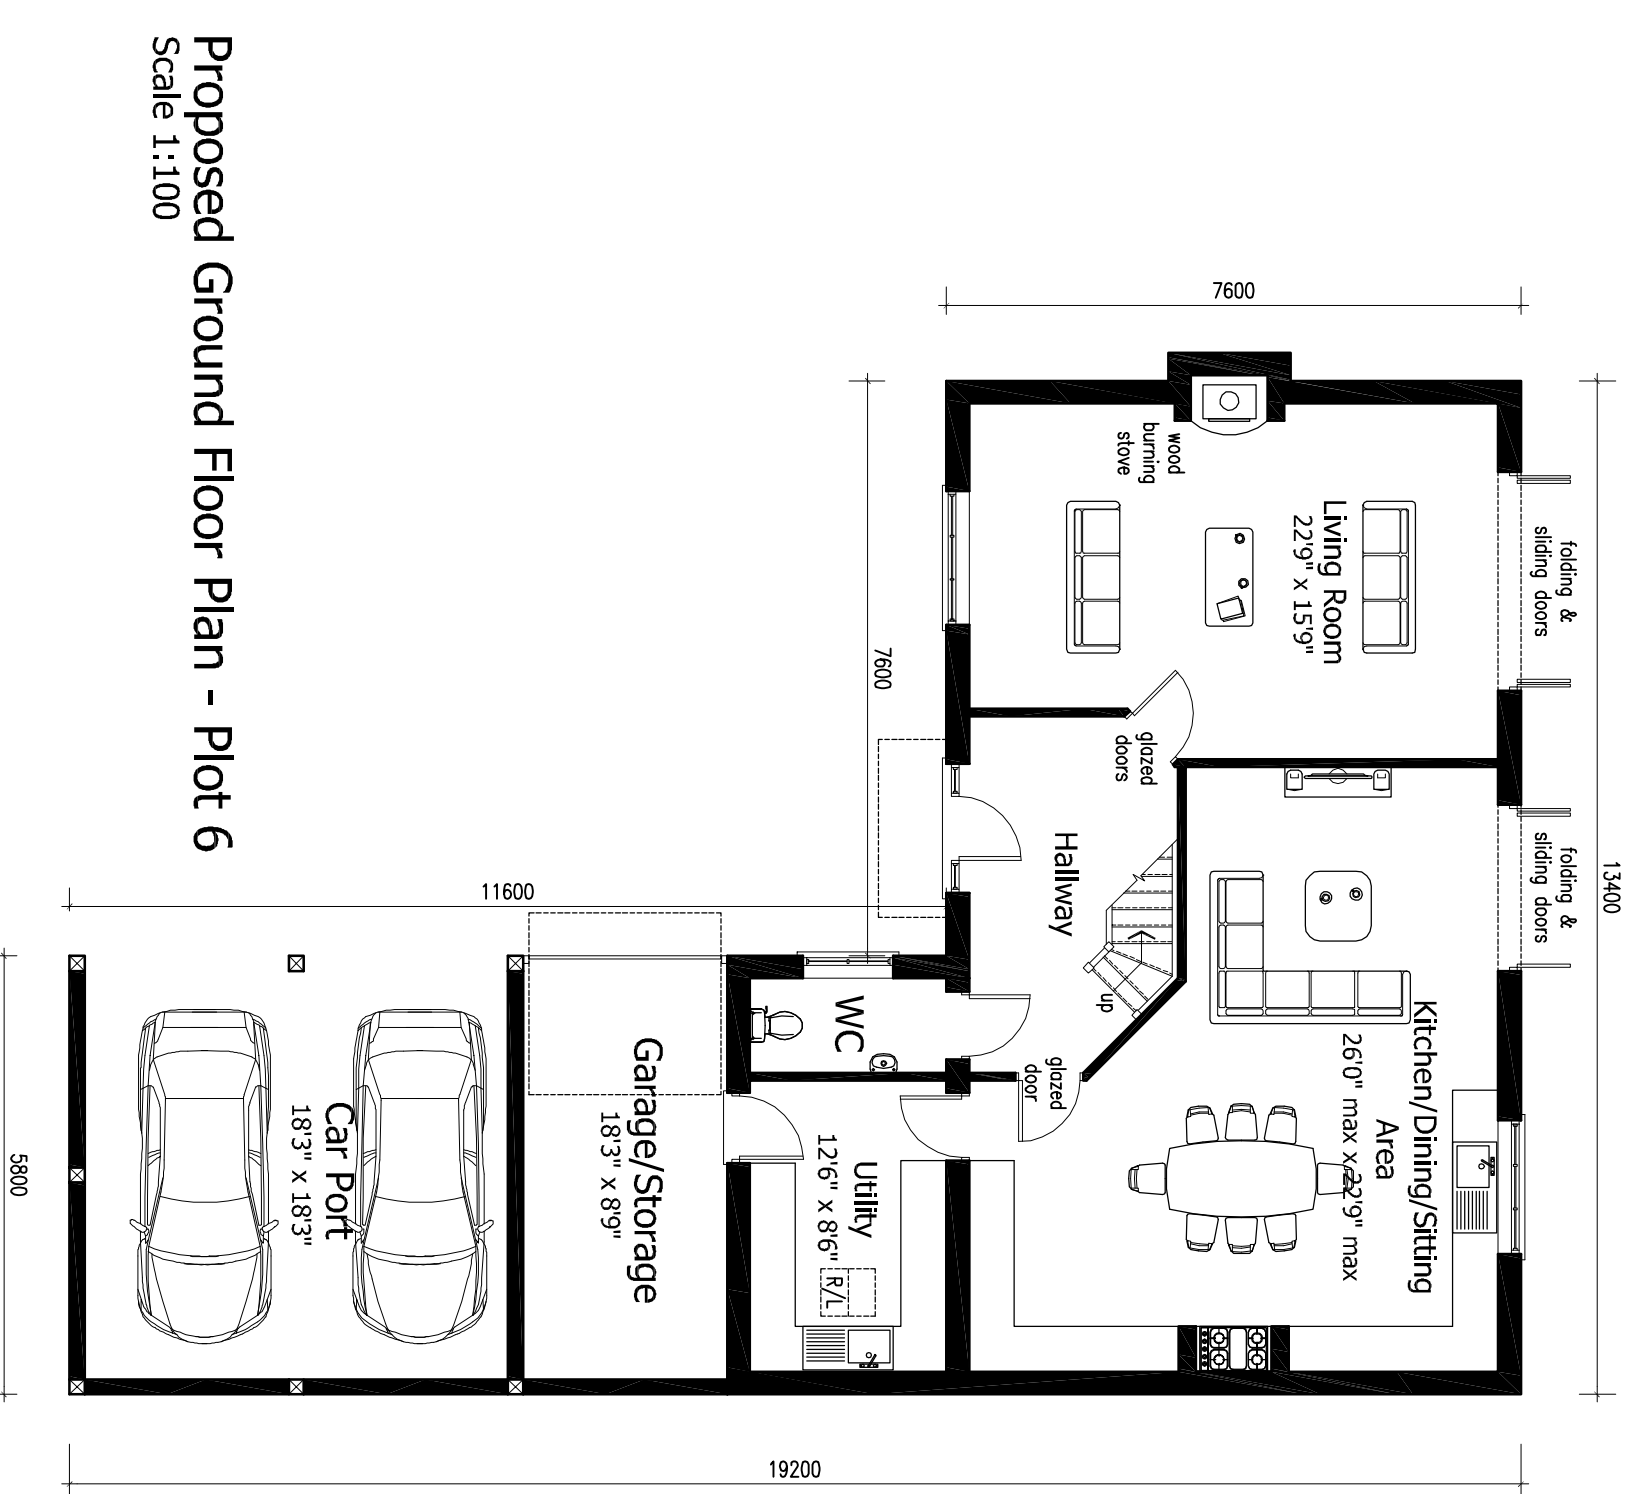 Proposed Ground Floor Plan - Plot 6
Scale 1:100
7600
13400
7600
11600
5800
19200
folding &
sliding doors
folding &
sliding doors
Living Room
22'9" x 15'9"
wood
burning
stove
glazed
doors
Hallway
up
glazed
door
Kitchen/Dining/Sitting
Area
26'0" max x 22'9" max
WC
Utility
12'6" x 8'6"
R/L
Garage/Storage
18'3" x 8'9"
Car Port
18'3" x 18'3"